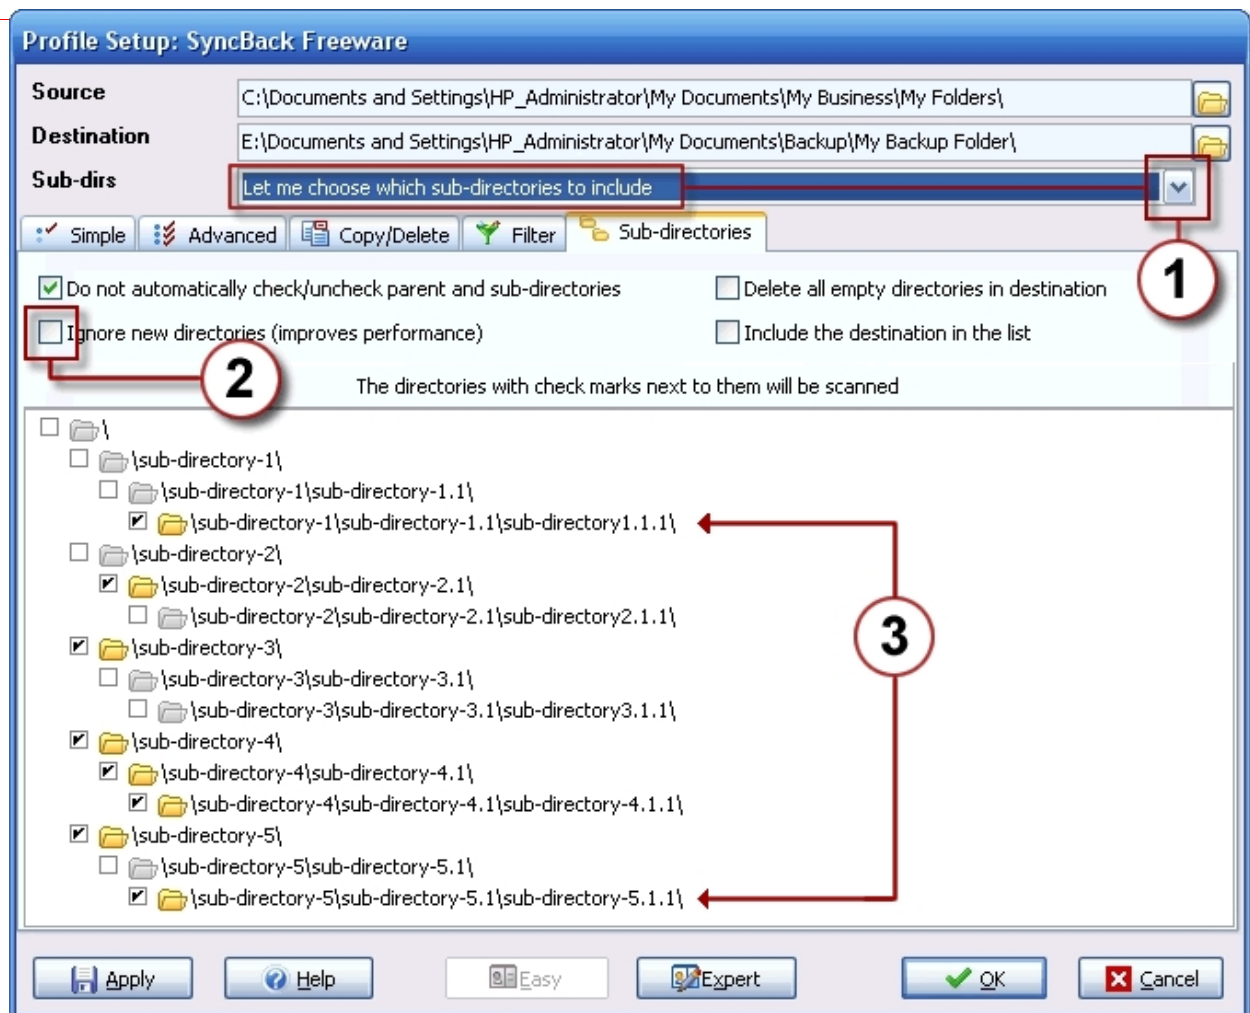 Profile Setup: SyncBack Freeware
Source
C:\Documents and Settings\HP_Administrator\My Documents\My Business\My Folders\
Destination
E:\Documents and Settings\HP_Administrator\My Documents\Backup\My Backup Folder\
Sub-dirs
Let me choose which sub-directories to include
1
Simple Advanced Copy/Delete Filter Sub-directories
Do not automatically check/uncheck parent and sub-directories Delete all empty directories in destination
Ignore new directories (improves performance) Include the destination in the list
2
The directories with check marks next to them will be scanned
\
\sub-directory-1\
\sub-directory-1\sub-directory-1.1\
\sub-directory-1\sub-directory-1.1\sub-directory1.1.1\
\sub-directory-2\
\sub-directory-2\sub-directory-2.1\
\sub-directory-2\sub-directory-2.1\sub-directory2.1.1\
3
\sub-directory-3\
\sub-directory-3\sub-directory-3.1\
\sub-directory-3\sub-directory-3.1\sub-directory3.1.1\
\sub-directory-4\
\sub-directory-4\sub-directory-4.1\
\sub-directory-4\sub-directory-4.1\sub-directory-4.1.1\
\sub-directory-5\
\sub-directory-5\sub-directory-5.1\
\sub-directory-5\sub-directory-5.1\sub-directory-5.1.1\
Apply Help Easy Expert OK Cancel